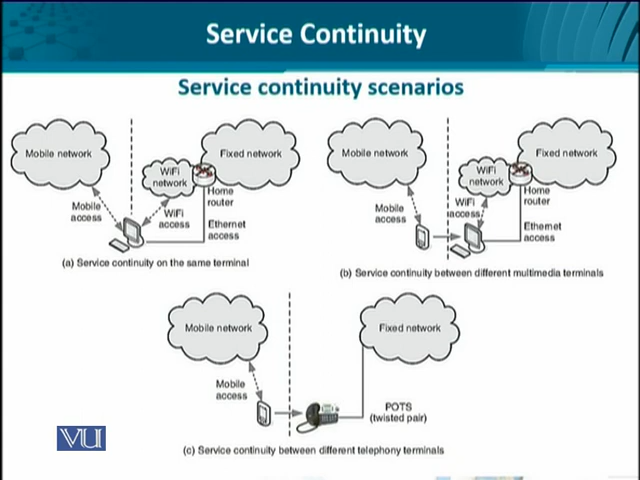 Service Continuity
Service continuity scenarios
Mobile network
Fixed network
WiFi
network
Home
router
Mobile
access
WiFi
access
Ethernet
access
(a) Service continuity on the same terminal
Mobile network
Fixed network
WiFi
network
Home
router
Mobile
access
WiFi
access
Ethernet
access
(b) Service continuity between different multimedia terminals
Mobile network
Fixed network
Mobile
access
POTS
(twisted pair)
(c) Service continuity between different telephony terminals
VU